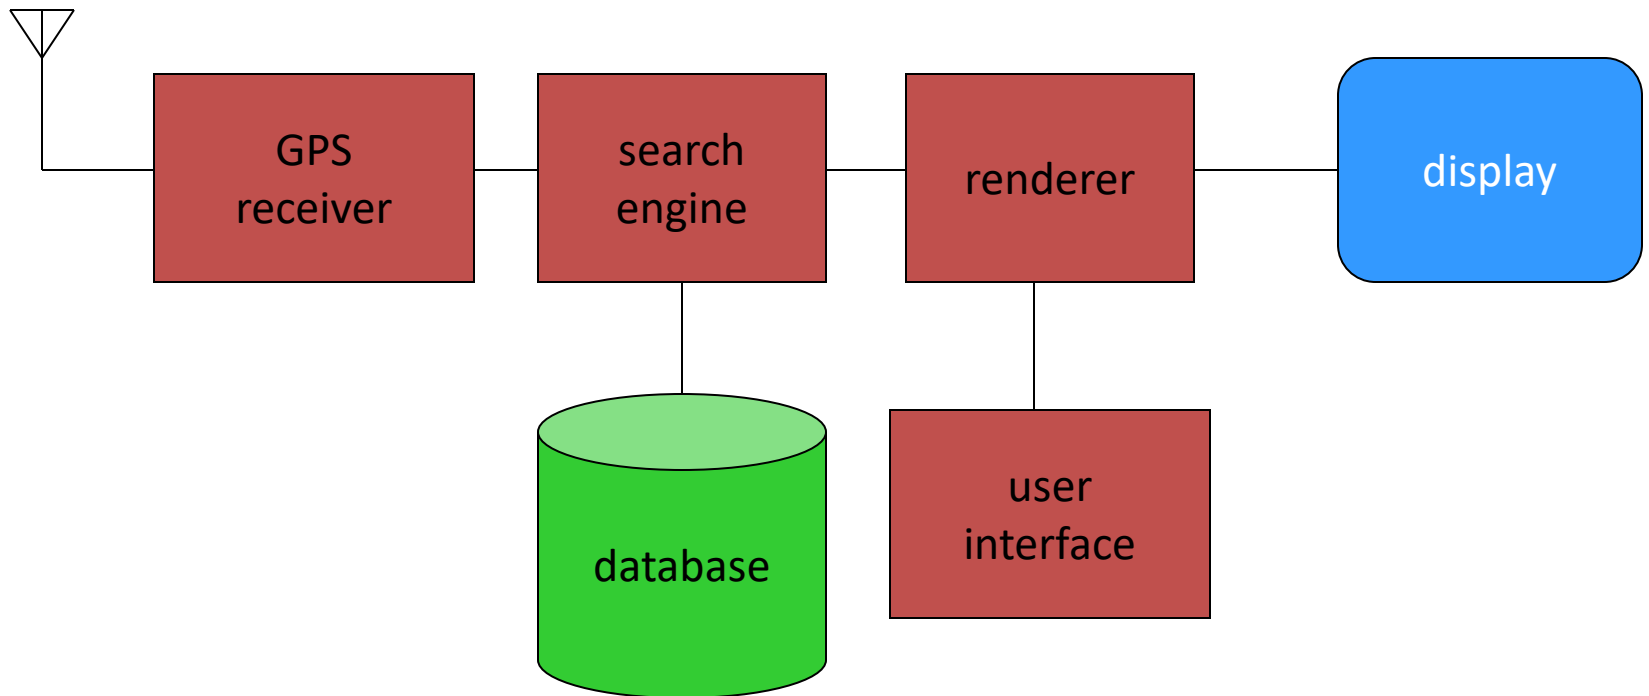 GPS
receiver
search
engine
renderer
display
database
user
interface